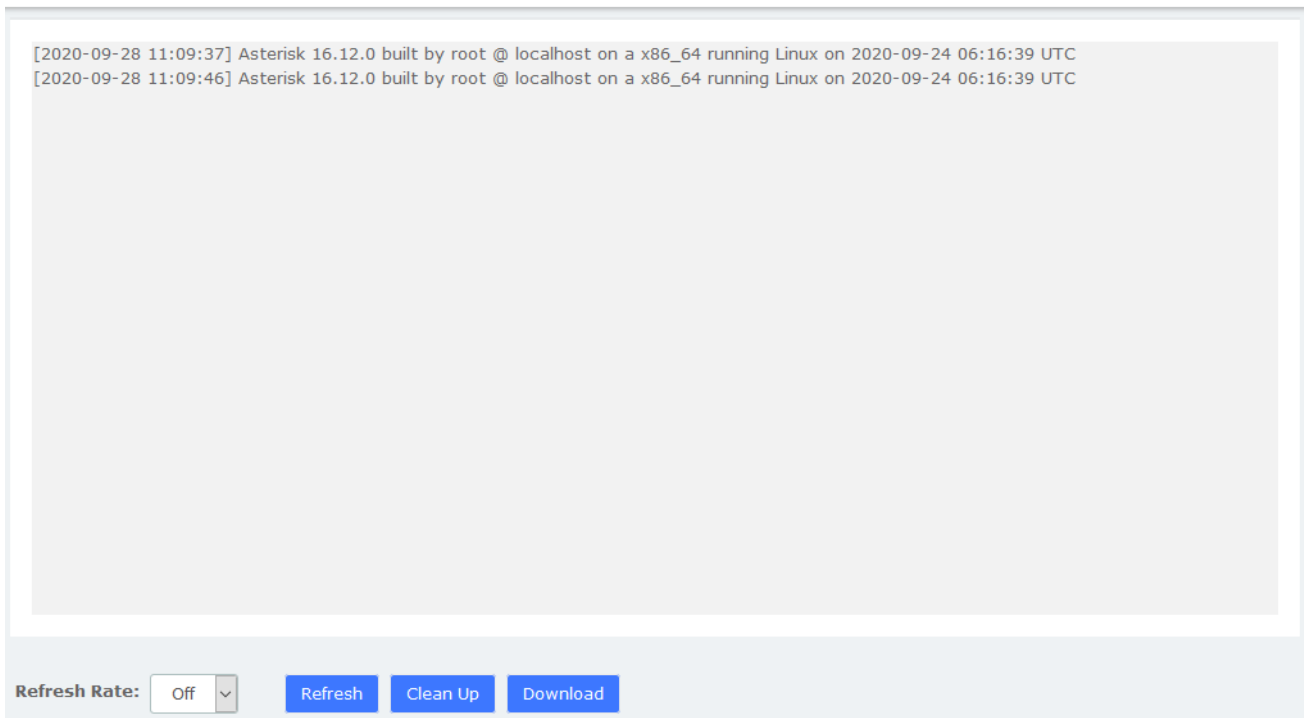 [2020-09-28 11:09:37] Asterisk 16.12.0 built by root @ localhost on a x86_64 running Linux on 2020-09-24 06:16:39 UTC
[2020-09-28 11:09:46] Asterisk 16.12.0 built by root @ localhost on a x86_64 running Linux on 2020-09-24 06:16:39 UTC
Refresh Rate: Off Refresh Clean Up Download